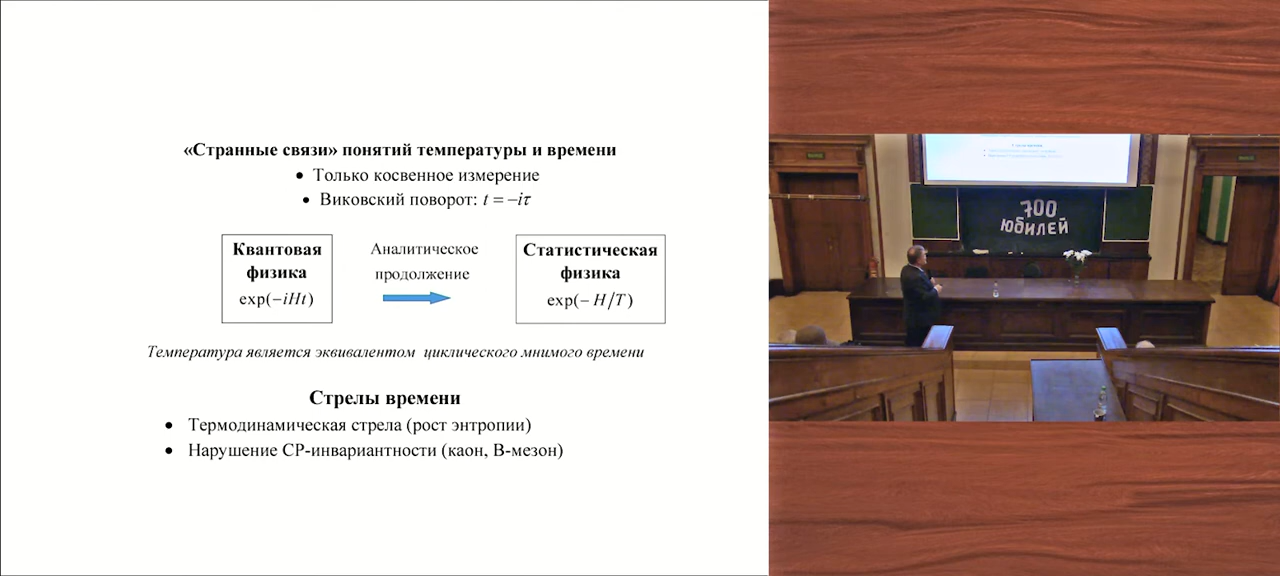 «Странные связи» понятий температуры и времени
• Только косвенное измерение
• Виковский поворот: t = −iτ
Квантовая
физика
exp(−iHt)
Аналитическое
продолжение
Статистическая
физика
exp(− H/T)
Температура является эквивалентом циклического мнимого времени
Стрелы времени
• Термодинамическая стрела (рост энтропии)
• Нарушение CP-инвариантности (каон, B-мезон)
700
ЮБИЛЕЙ